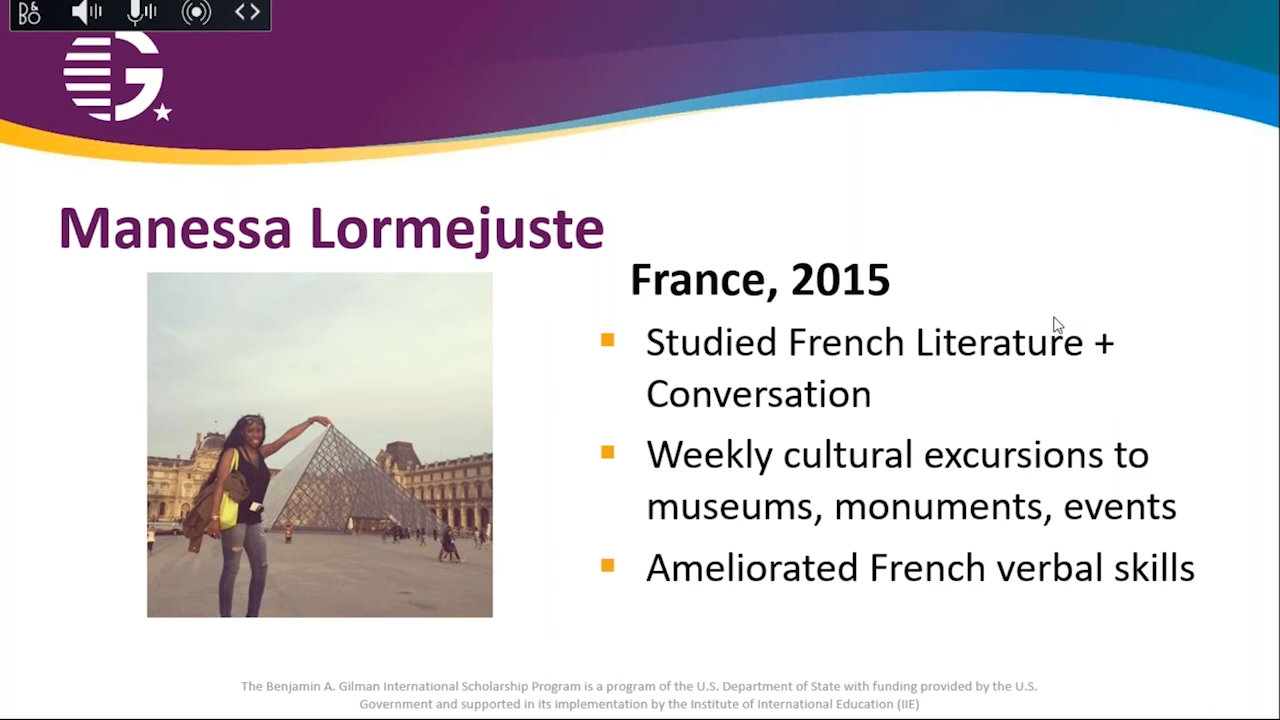 G
Manessa Lormejuste
France, 2015
Studied French Literature +
Conversation
Weekly cultural excursions to
museums, monuments, events
Ameliorated French verbal skills
The Benjamin A. Gilman International Scholarship Program is a program of the U.S. Department of State with funding provided by the U.S.
Government and supported in its implementation by the Institute of International Education (IIE)